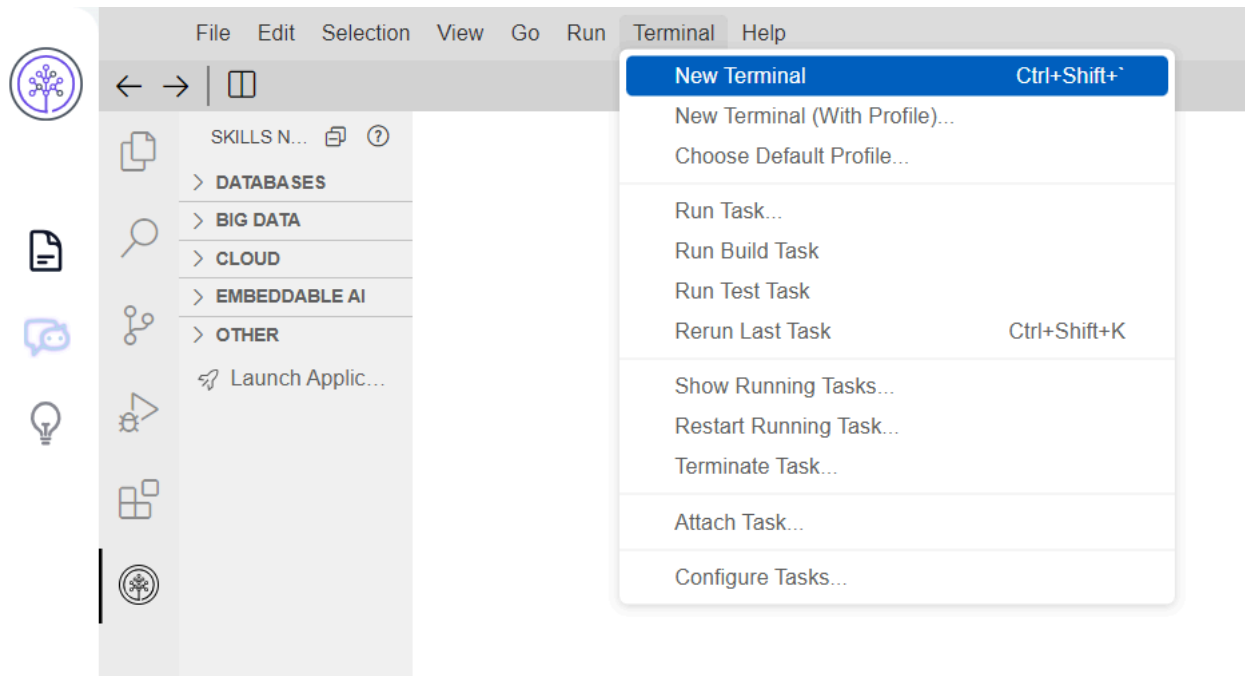 File Edit Selection View Go Run Terminal Help
SKILLS N...
DATABASES
BIG DATA
CLOUD
EMBEDDABLE AI
OTHER
Launch Applic...
New Terminal Ctrl+Shift+`
New Terminal (With Profile)...
Choose Default Profile...
Run Task...
Run Build Task
Run Test Task
Rerun Last Task Ctrl+Shift+K
Show Running Tasks...
Restart Running Task...
Terminate Task...
Attach Task...
Configure Tasks...